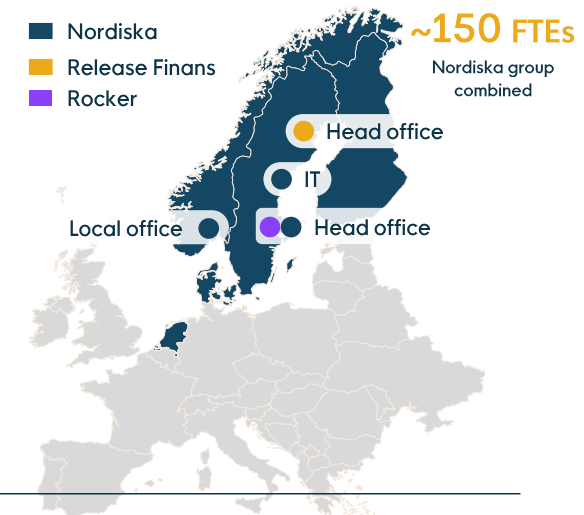 Nordiska
Release Finans
Rocker
~150 FTEs
Nordiska group
combined
Head office
IT
Local office
Head office